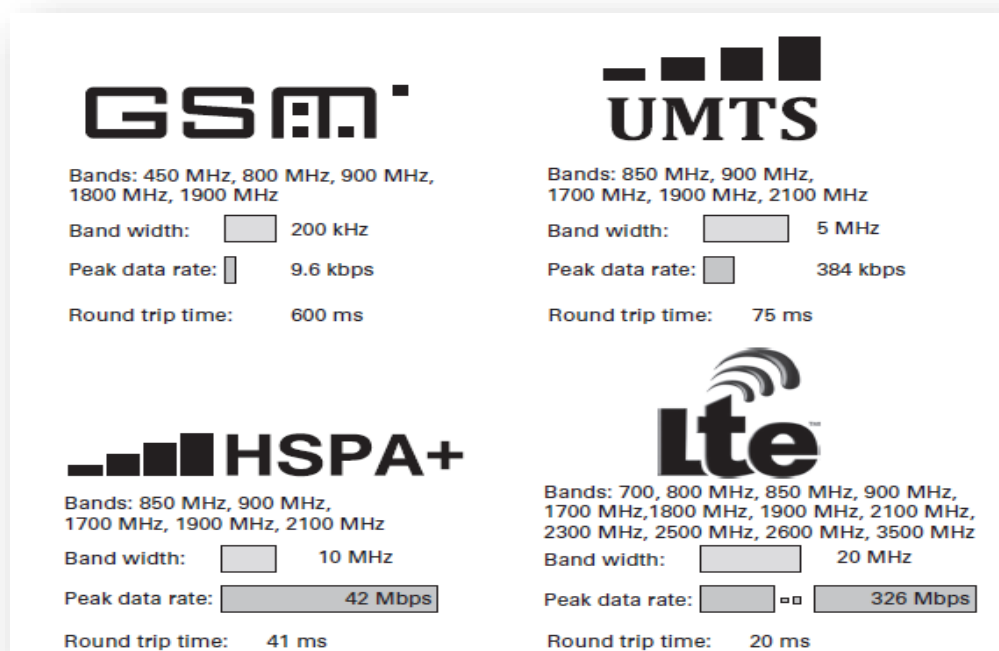 GSM
Bands: 450 MHz, 800 MHz, 900 MHz,
1800 MHz, 1900 MHz
Band width: 200 kHz
Peak data rate: 9.6 kbps
Round trip time: 600 ms
UMTS
Bands: 850 MHz, 900 MHz,
1700 MHz, 1900 MHz, 2100 MHz
Band width: 5 MHz
Peak data rate: 384 kbps
Round trip time: 75 ms
HSPA+
Bands: 850 MHz, 900 MHz,
1700 MHz, 1900 MHz, 2100 MHz
Band width: 10 MHz
Peak data rate: 42 Mbps
Round trip time: 41 ms
Lte™
Bands: 700, 800 MHz, 850 MHz, 900 MHz,
1700 MHz,1800 MHz, 1900 MHz, 2100 MHz,
2300 MHz, 2500 MHz, 2600 MHz, 3500 MHz
Band width: 20 MHz
Peak data rate: 326 Mbps
Round trip time: 20 ms